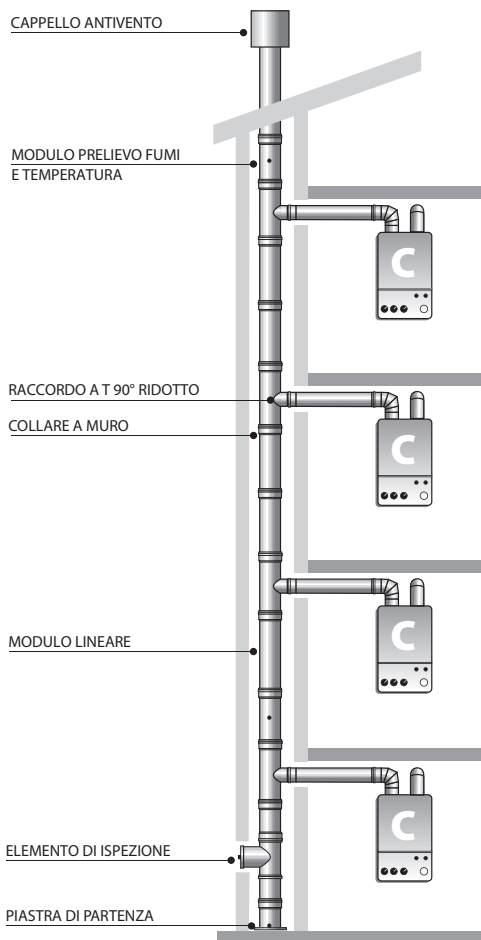 CAPPELLO ANTIVENTO
MODULO PRELIEVO FUMI
E TEMPERATURA
C
RACCORDO A T 90° RIDOTTO
COLLARE A MURO
C
C
MODULO LINEARE
C
ELEMENTO DI ISPEZIONE
PIASTRA DI PARTENZA